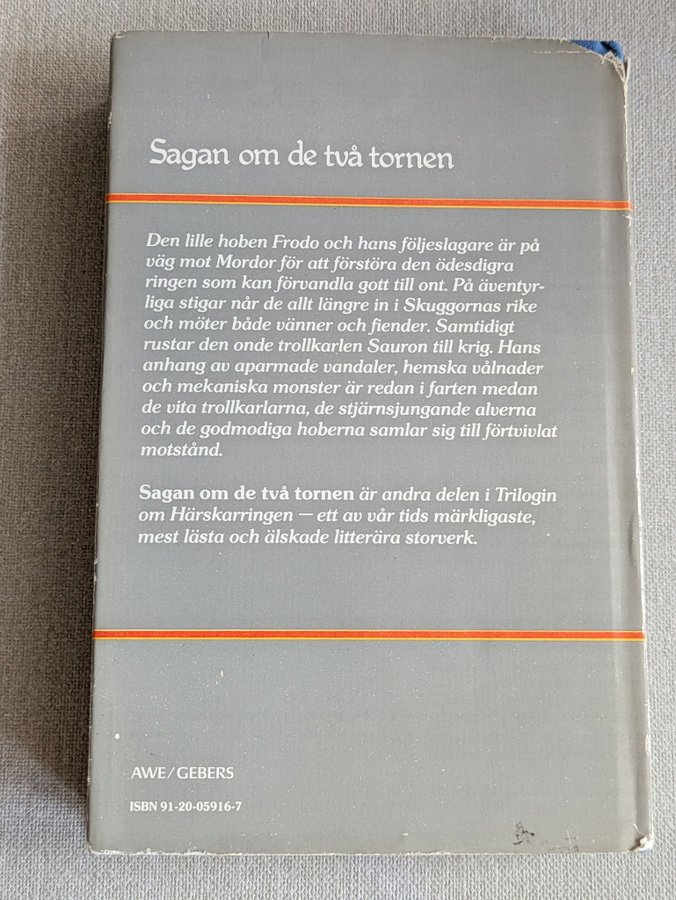 Sagan om de två tornen
Den lille hoben Frodo och hans följeslagare är på
väg mot Mordor för att förstöra den ödesdigra
ringen som kan förvandla gott till ont. På äventyr-
liga stigar når de allt längre in i Skuggornas rike
och möter både vänner och fiender. Samtidigt
rustar den onde trollkarlen Sauron till krig. Hans
anhang av aparmade vandaler, hemska vålnader
och mekaniska monster är redan i farten medan
de vita trollkarlarna, de stjärnsjungande alverna
och de godmodiga hoberna samlar sig till förtvivlat
motstånd.
Sagan om de två tornen är andra delen i Trilogin
om Härskarringen — ett av vår tids märkligaste,
mest lästa och älskade litterära storverk.
AWE/GEBERS
ISBN 91-20-05916-7